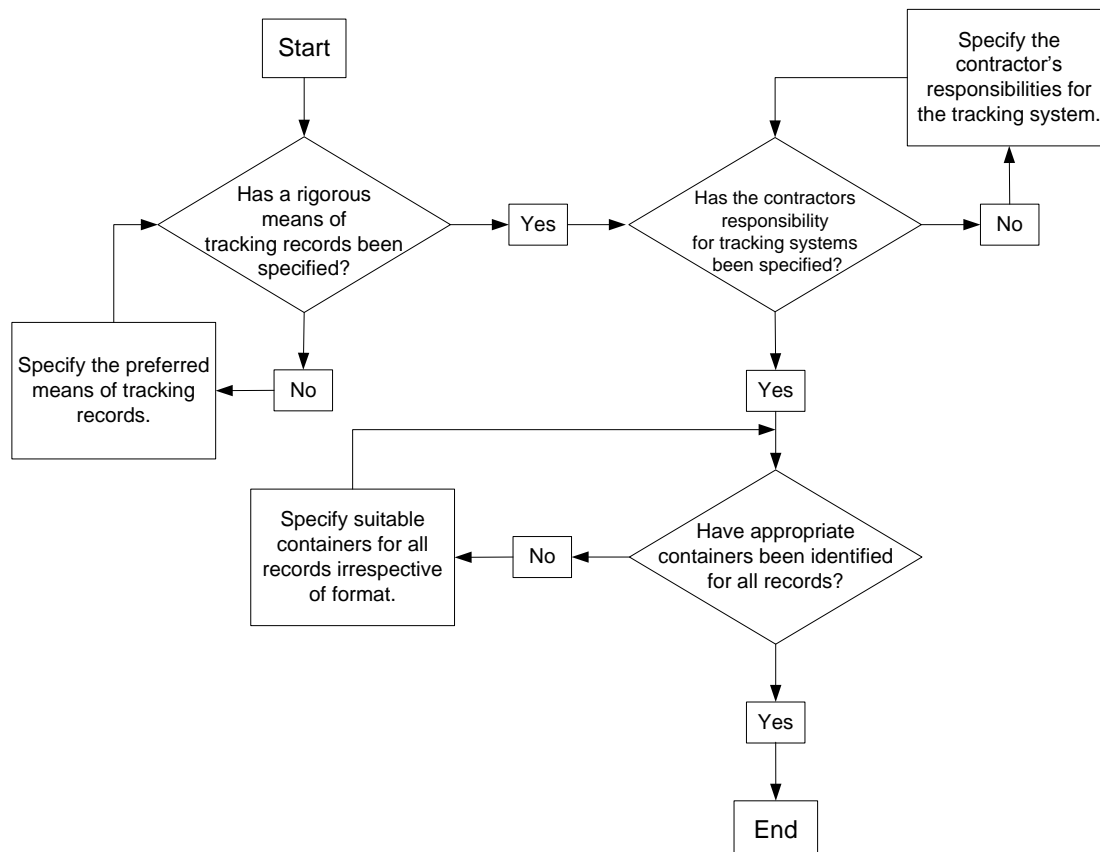 Start
Has a rigorous
means of
tracking records been
specified?
Yes
Has the contractors
responsibility
for tracking systems
been specified?
No
Specify the
contractor’s
responsibilities for
the tracking system.
No
Specify the preferred
means of tracking
records.
Yes
Have appropriate
containers been identified
for all records?
No
Specify suitable
containers for all
records irrespective
of format.
Yes
End